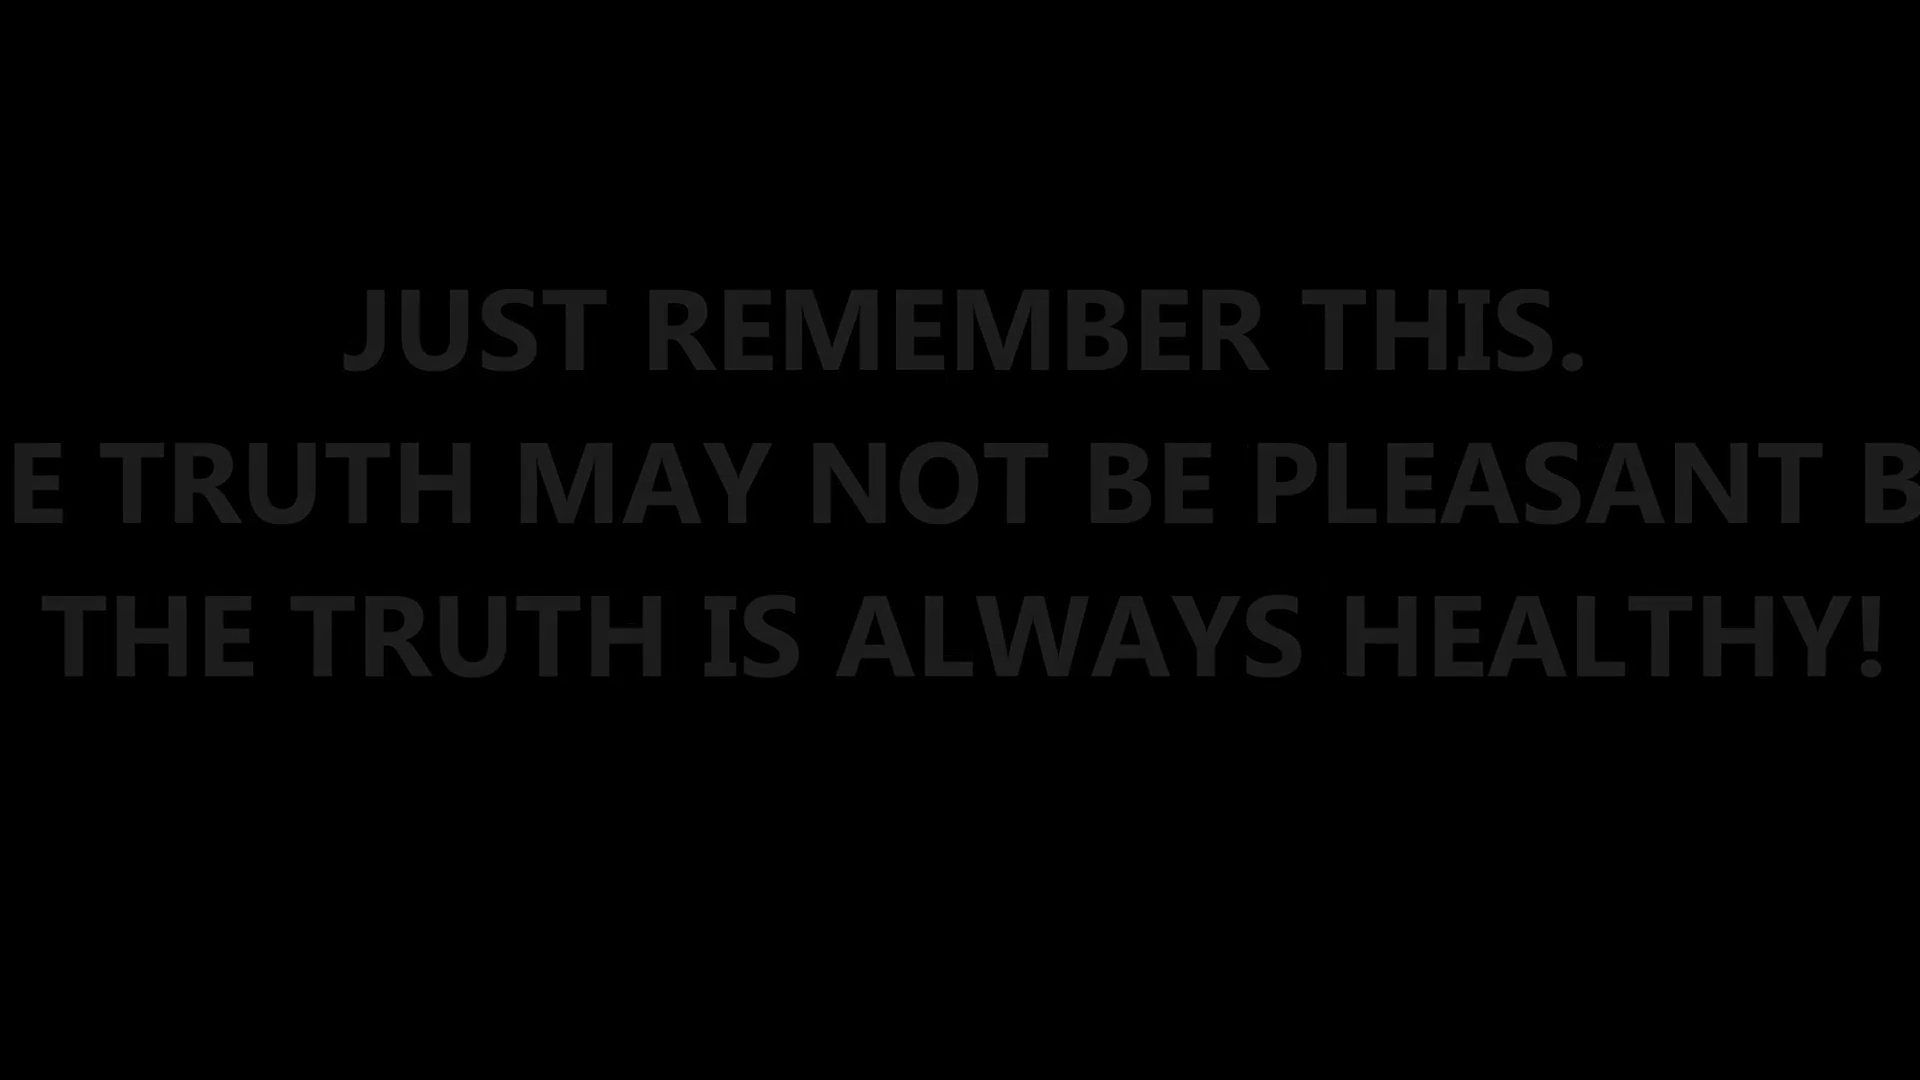 JUST REMEMBER THIS.
E TRUTH MAY NOT BE PLEASANT B
THE TRUTH IS ALWAYS HEALTHY!